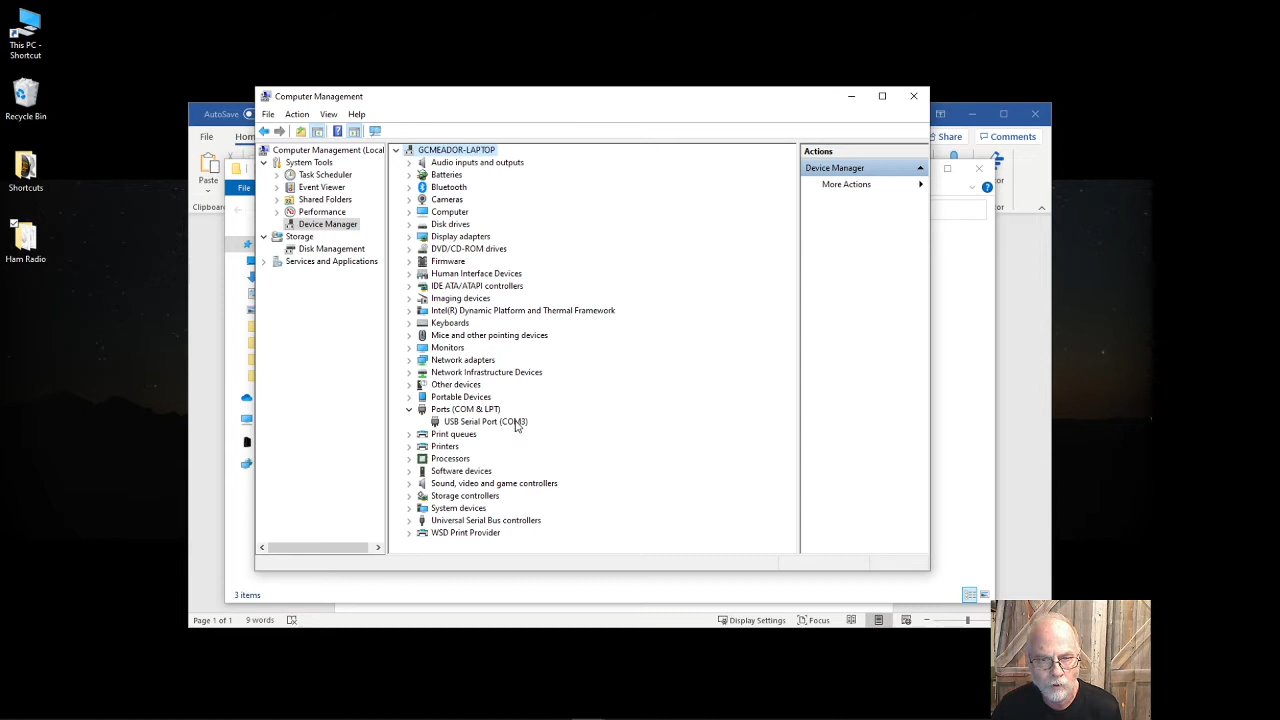 This PC -
Shortcut
Recycle Bin
Shortcuts
Ham Radio
AutoSave
Share
Comments
File
Hom
Paste
Clipboard
File
3 items
Page 1 of 1
9 words
Display Settings
Focus
Computer Management
File
Action
View
Help
Computer Management (Local
System Tools
Task Scheduler
Event Viewer
Shared Folders
Performance
Device Manager
Storage
Disk Management
Services and Applications
GCMEADOR-LAPTOP
Audio inputs and outputs
Batteries
Bluetooth
Cameras
Computer
Disk drives
Display adapters
DVD/CD-ROM drives
Firmware
Human Interface Devices
IDE ATA/ATAPI controllers
Imaging devices
Intel(R) Dynamic Platform and Thermal Framework
Keyboards
Mice and other pointing devices
Monitors
Network adapters
Network Infrastructure Devices
Other devices
Portable Devices
Ports (COM & LPT)
USB Serial Port (COM3)
Print queues
Printers
Processors
Software devices
Sound, video and game controllers
Storage controllers
System devices
Universal Serial Bus controllers
WSD Print Provider
Actions
Device Manager
More Actions